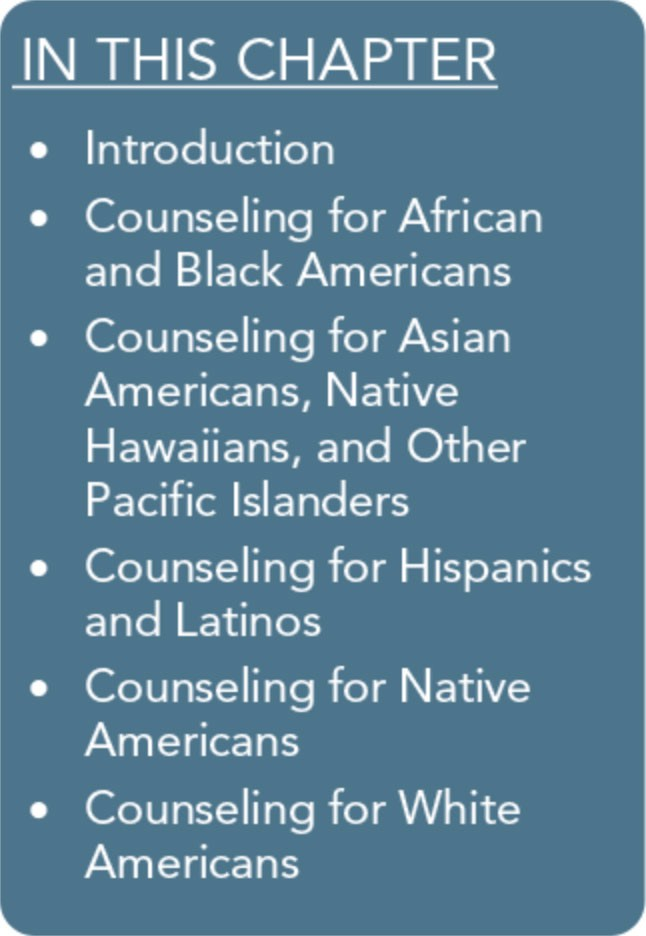 IN THIS CHAPTER
• Introduction
• Counseling for African
and Black Americans
• Counseling for Asian
Americans, Native
Hawaiians, and Other
Pacific Islanders
• Counseling for Hispanics
and Latinos
• Counseling for Native
Americans
• Counseling for White
Americans